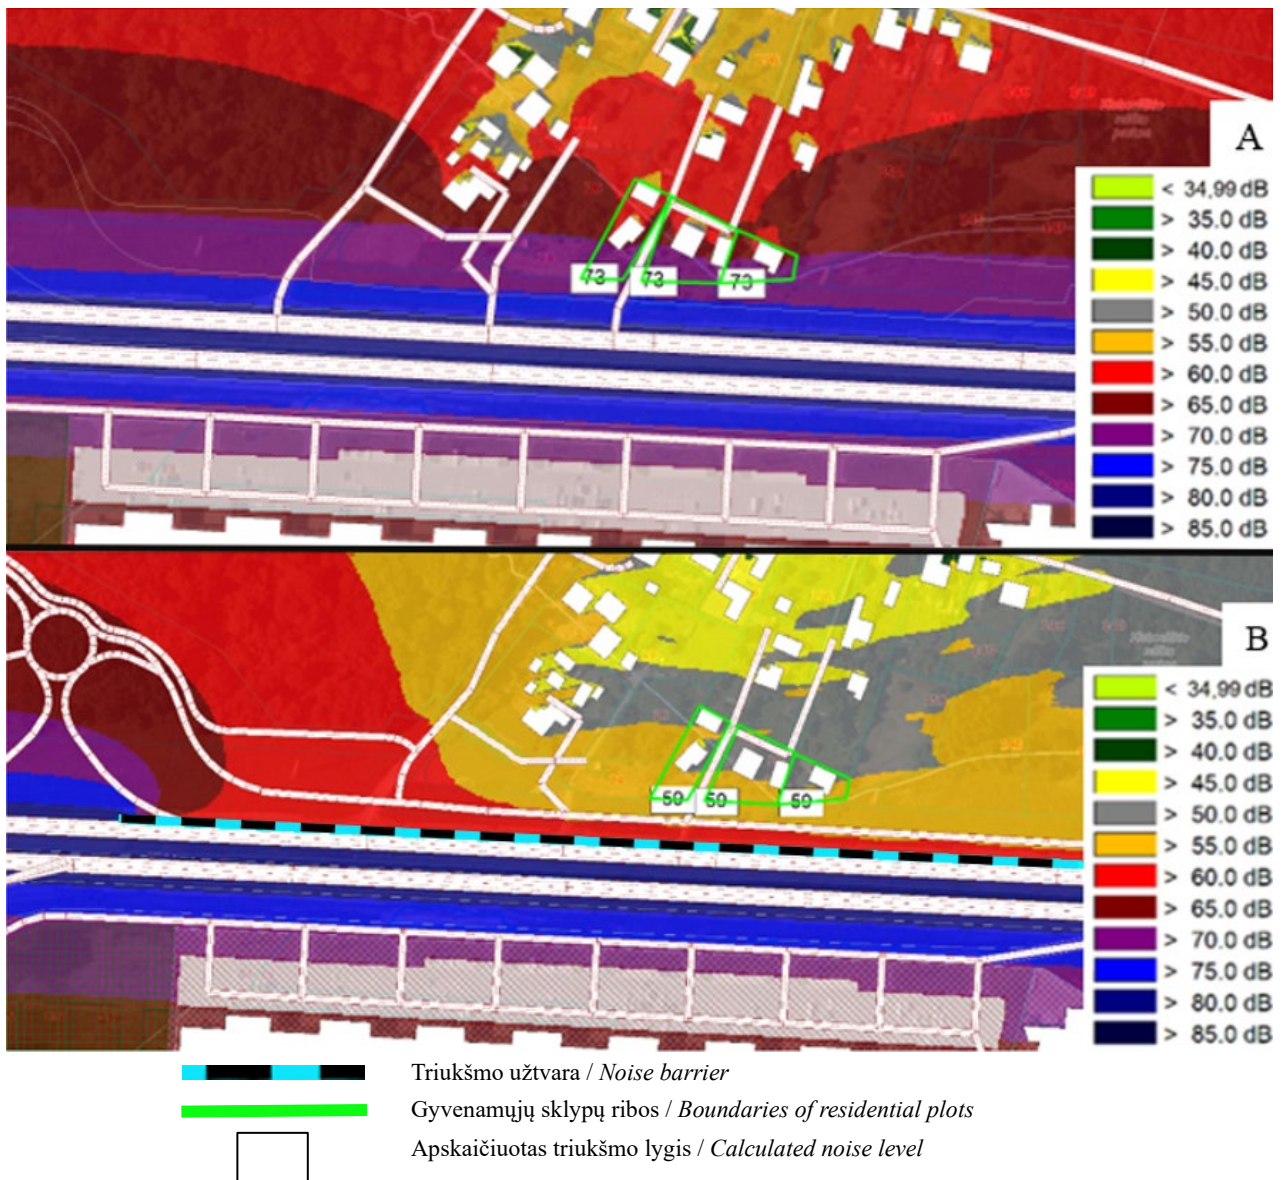 A
< 34,99 dB
> 35.0 dB
> 40.0 dB
> 45.0 dB
> 50.0 dB
> 55.0 dB
> 60.0 dB
> 65.0 dB
> 70.0 dB
> 75.0 dB
> 80.0 dB
> 85.0 dB
73 73 73
B
< 34,99 dB
> 35.0 dB
> 40.0 dB
> 45.0 dB
> 50.0 dB
> 55.0 dB
> 60.0 dB
> 65.0 dB
> 70.0 dB
> 75.0 dB
> 80.0 dB
> 85.0 dB
59 59 59
Triukšmo užtvara / Noise barrier
Gyvenamųjų sklypų ribos / Boundaries of residential plots
Apskaičiuotas triukšmo lygis / Calculated noise level